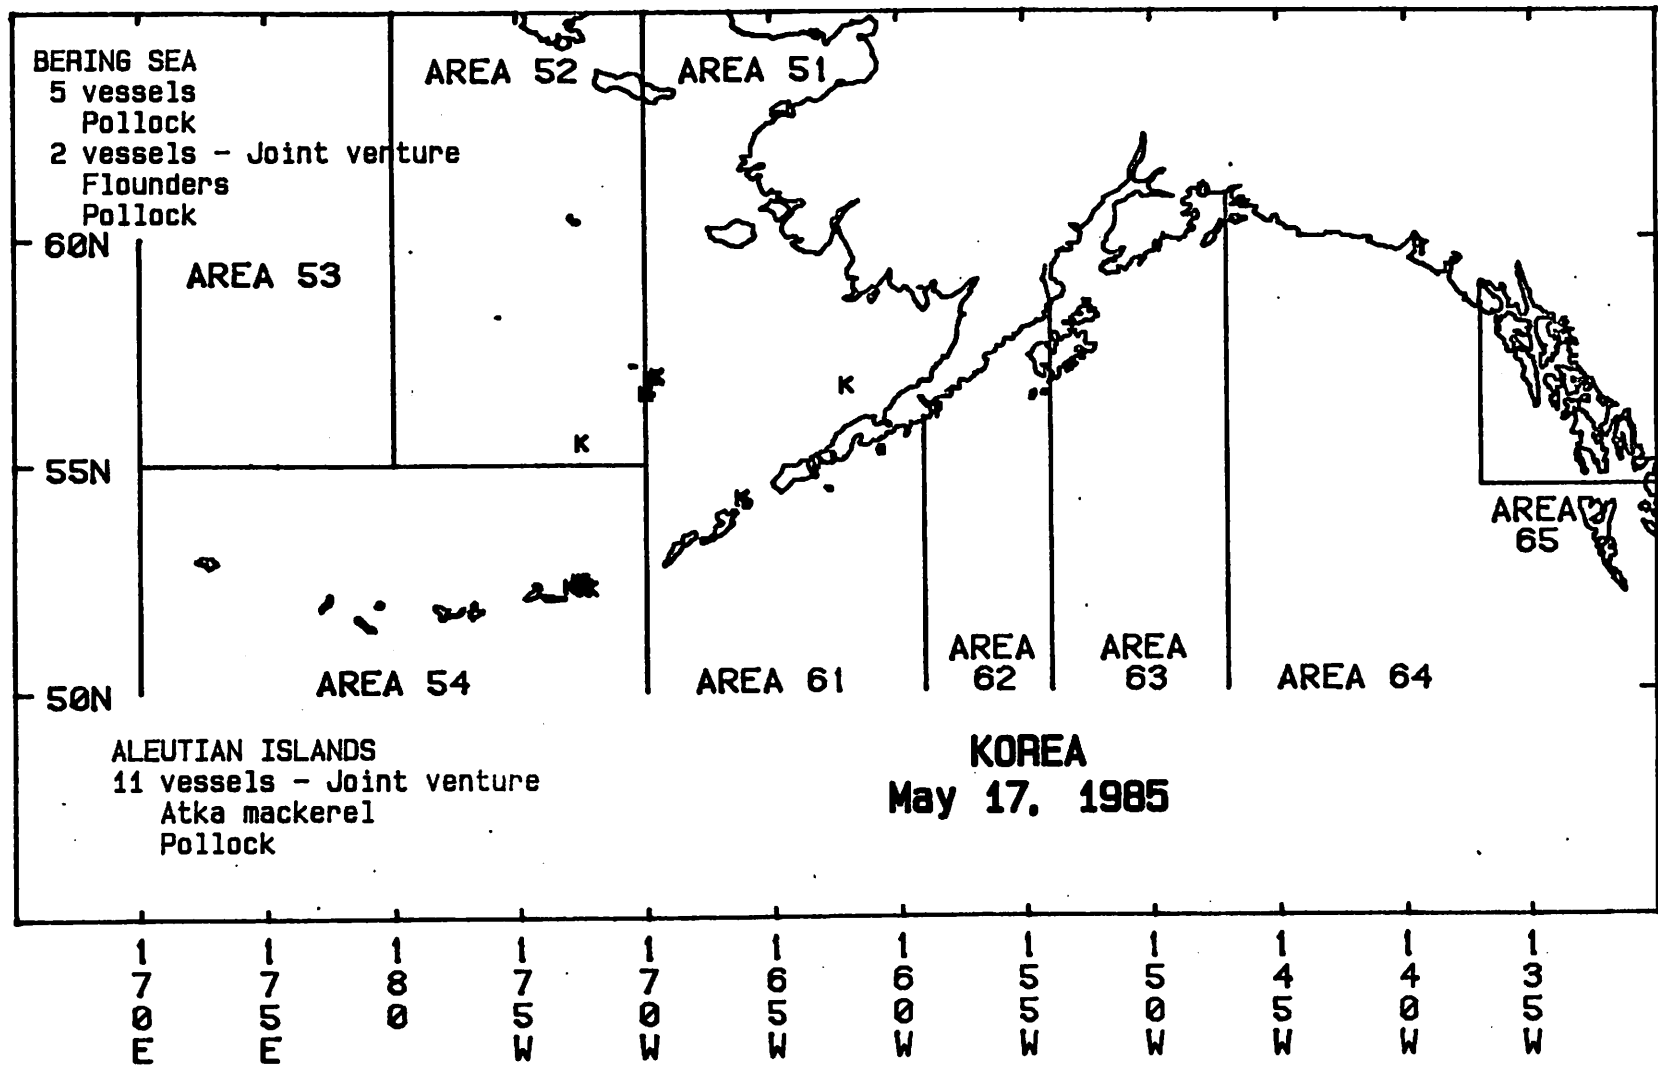 BERING SEA
5 vessels
Pollock
2 vessels - Joint venture
Flounders
Pollock
AREA 52
AREA 51
60N
AREA 53
K
K
K
K
55N
AREA
65
K
K
AREA
62
AREA
63
50N
AREA 54
AREA 61
AREA 64
ALEUTIAN ISLANDS
11 vessels - Joint venture
Atka mackerel
Pollock
KOREA
May 17, 1985
170E
175E
180
175W
170W
165W
160W
155W
150W
145W
140W
135W